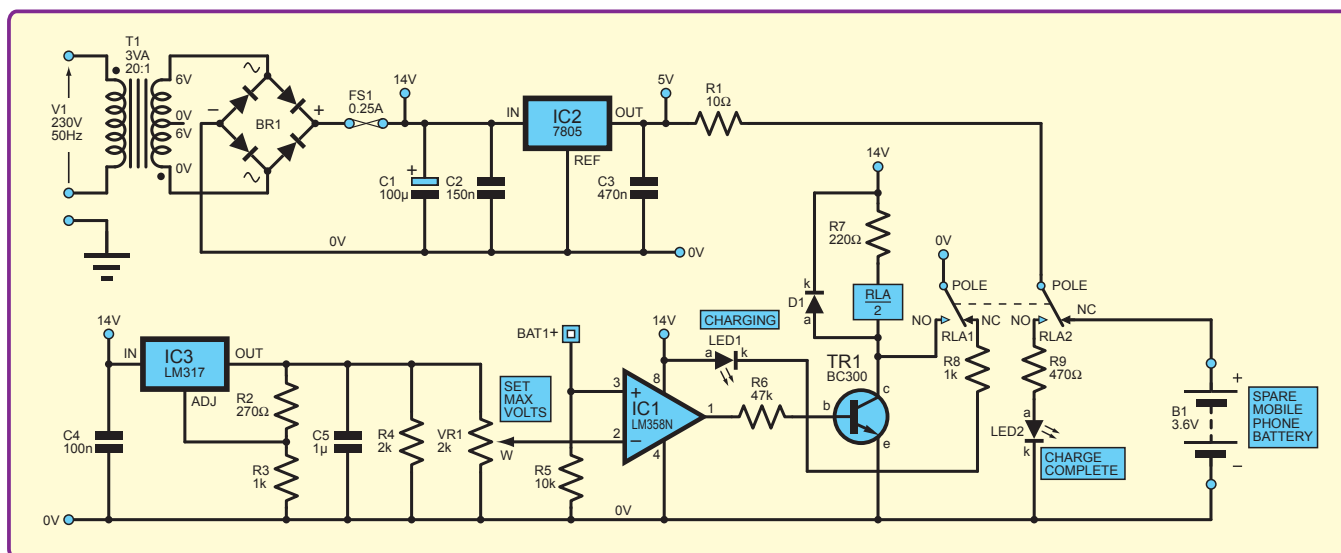 T1
3VA
20:1
V1
230V
50Hz
6V
0V
6V
0V
~
~
−
+
BR1
FS1
0.25A
14V
+
C1
100µ
C2
150n
IN
IC2
7805
OUT
REF
C3
470n
5V
R1
10Ω
0V
0V
14V
R7
220Ω
k
D1
a
RLA
2
0V
POLE
NO
NC
RLA1
R8
1k
POLE
NO
NC
RLA2
R9
470Ω
a
LED2
k
CHARGE
COMPLETE
+
B1
3.6V
−
SPARE
MOBILE
PHONE
BATTERY
14V
IN
IC3
LM317
OUT
ADJ
C4
100n
R2
270Ω
R3
1k
C5
1µ
R4
2k
VR1
2k
W
SET
MAX
VOLTS
BAT1+
R5
10k
14V
3
+
8
IC1
LM358N
1
2
−
4
CHARGING
LED1
a
k
R6
47k
TR1
BC300
b
c
e
0V
0V